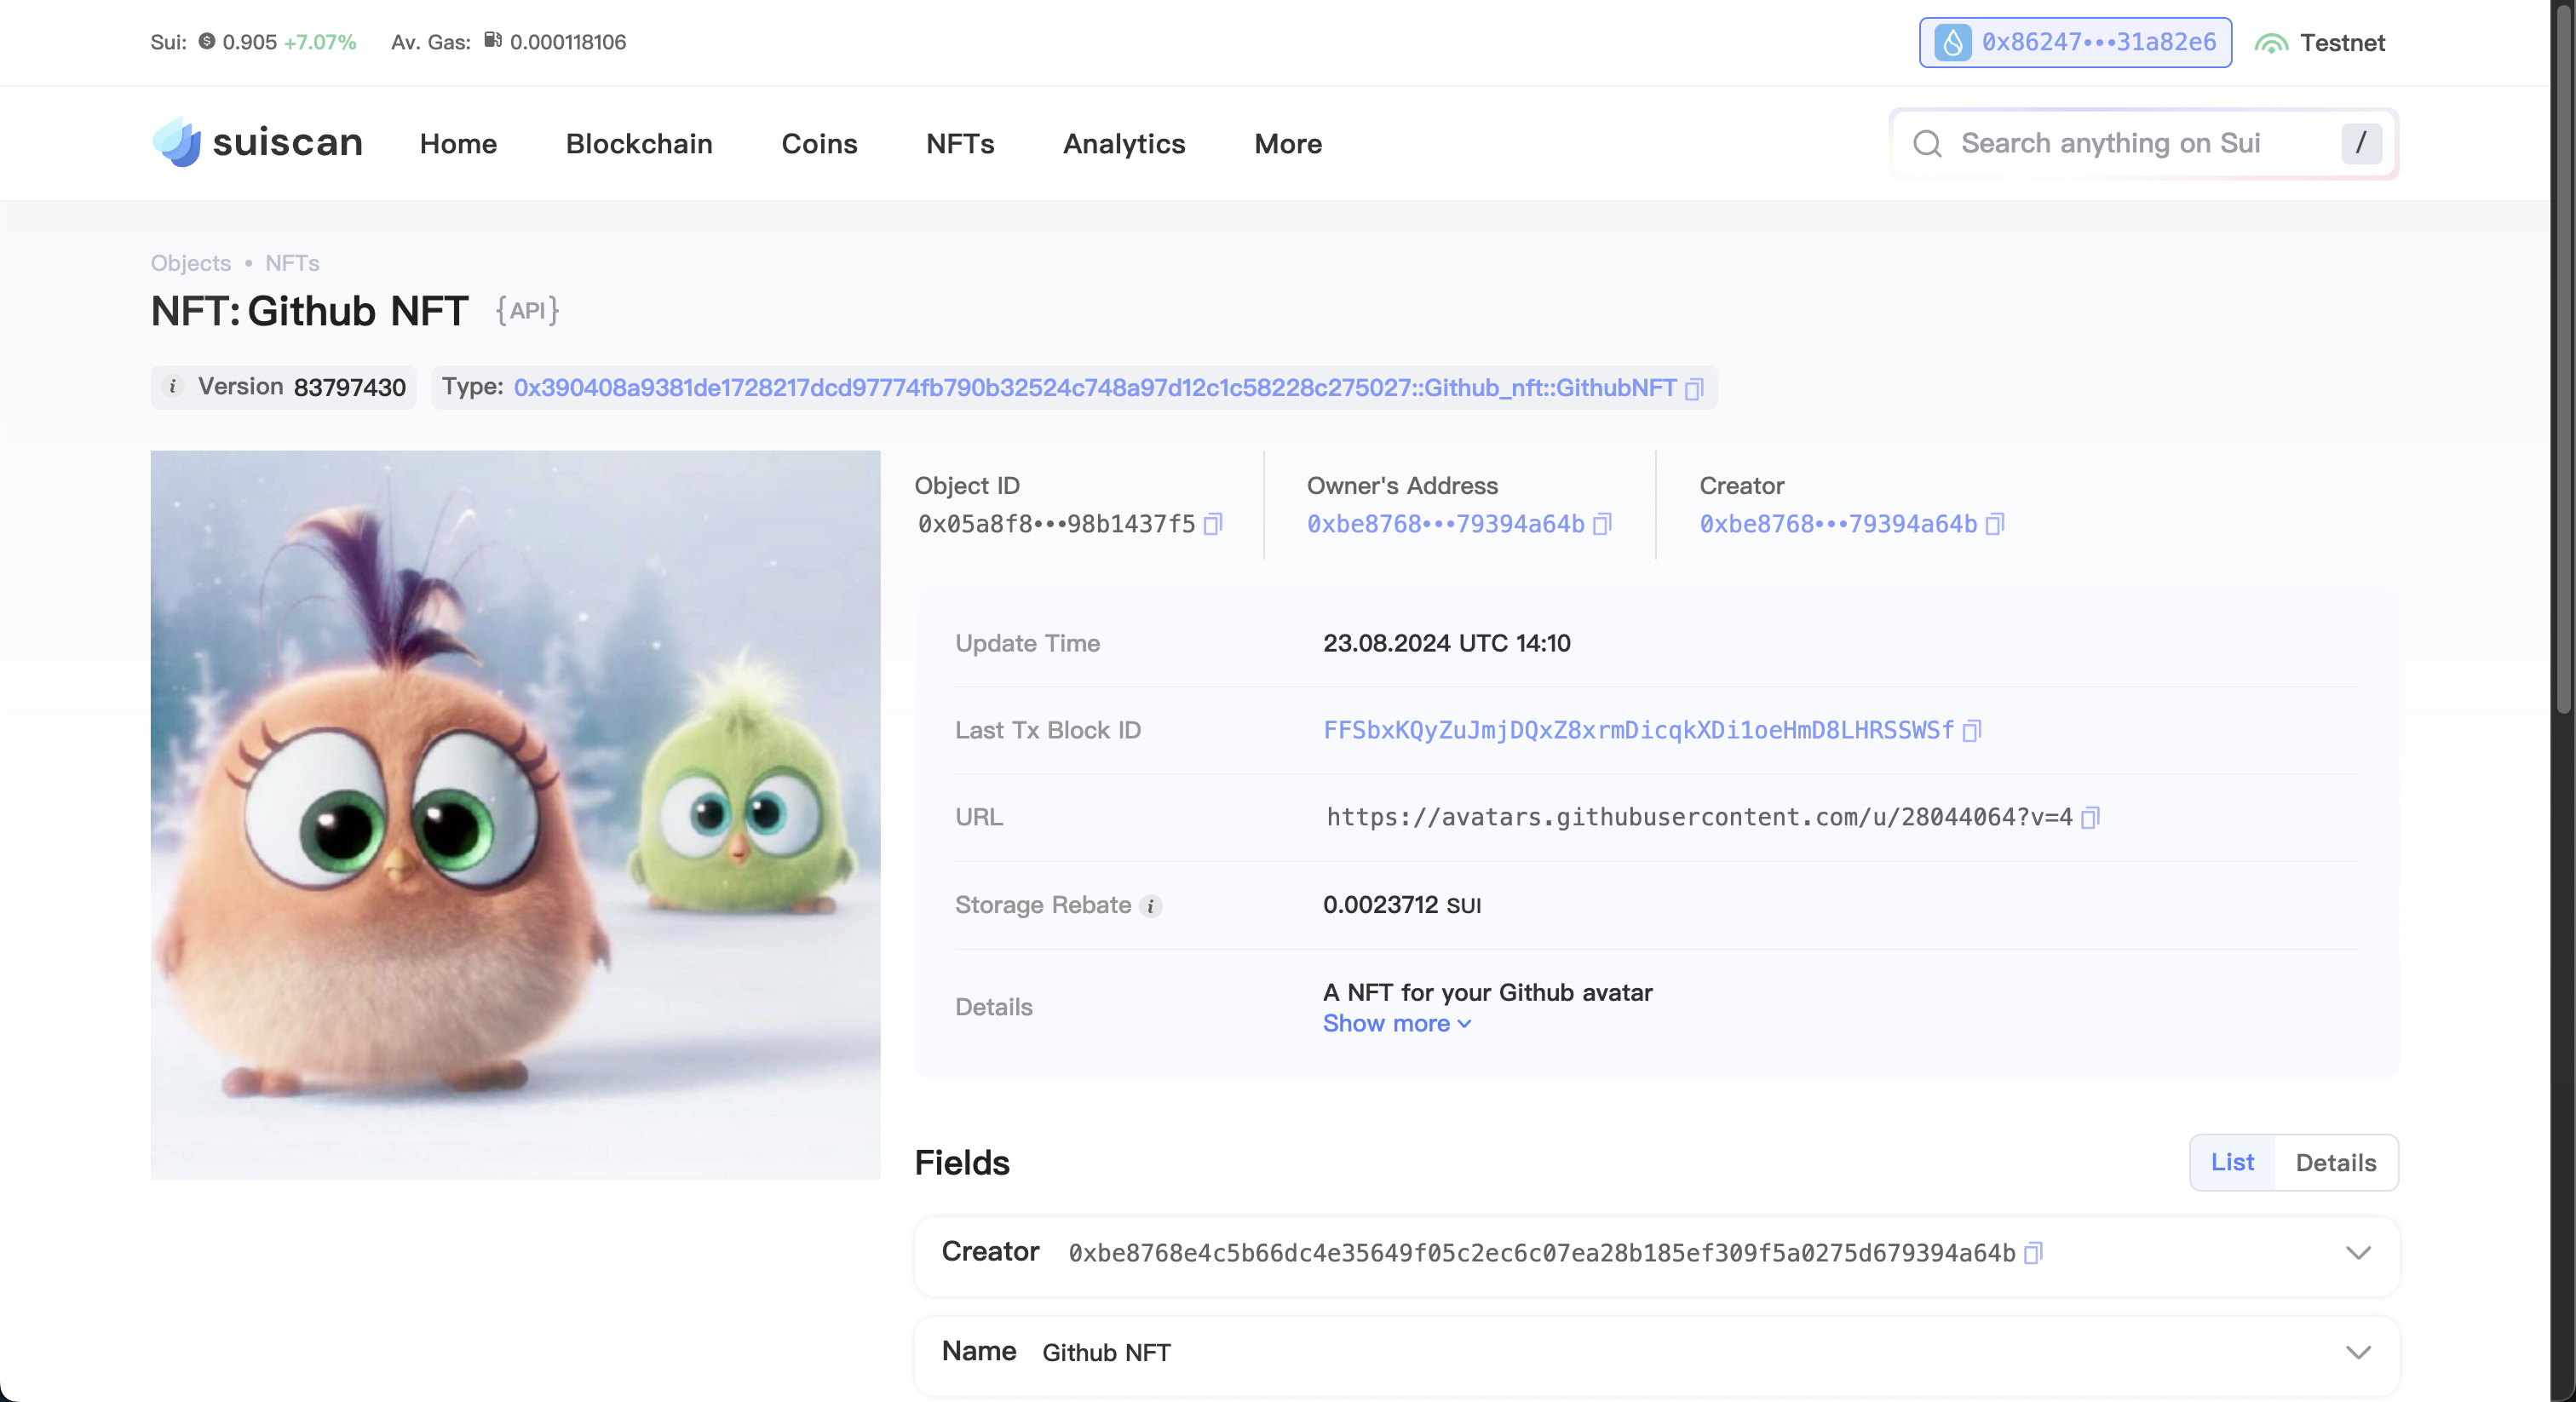 Sui: 0.905 +7.07% Av. Gas: 0.000118106
0x86247•••31a82e6 Testnet
suiscan Home Blockchain Coins NFTs Analytics More
Search anything on Sui /
Objects • NFTs
NFT: Github NFT {API}
i Version 83797430 Type: 0x390408a9381de1728217dcd97774fb790b32524c748a97d12c1c58228c275027::Github_nft::GithubNFT
Object ID
0x05a8f8•••98b1437f5
Owner's Address
0xbe8768•••79394a64b
Creator
0xbe8768•••79394a64b
Update Time 23.08.2024 UTC 14:10
Last Tx Block ID FFSbxKQyZuJmjDQxZ8xrmDicqkXDi1oeHmD8LHRSSWSf
URL https://avatars.githubusercontent.com/u/28044064?v=4
Storage Rebate i 0.0023712 SUI
Details A NFT for your Github avatar
Show more
Fields
List Details
Creator 0xbe8768e4c5b66dc4e35649f05c2ec6c07ea28b185ef309f5a0275d679394a64b
Name Github NFT